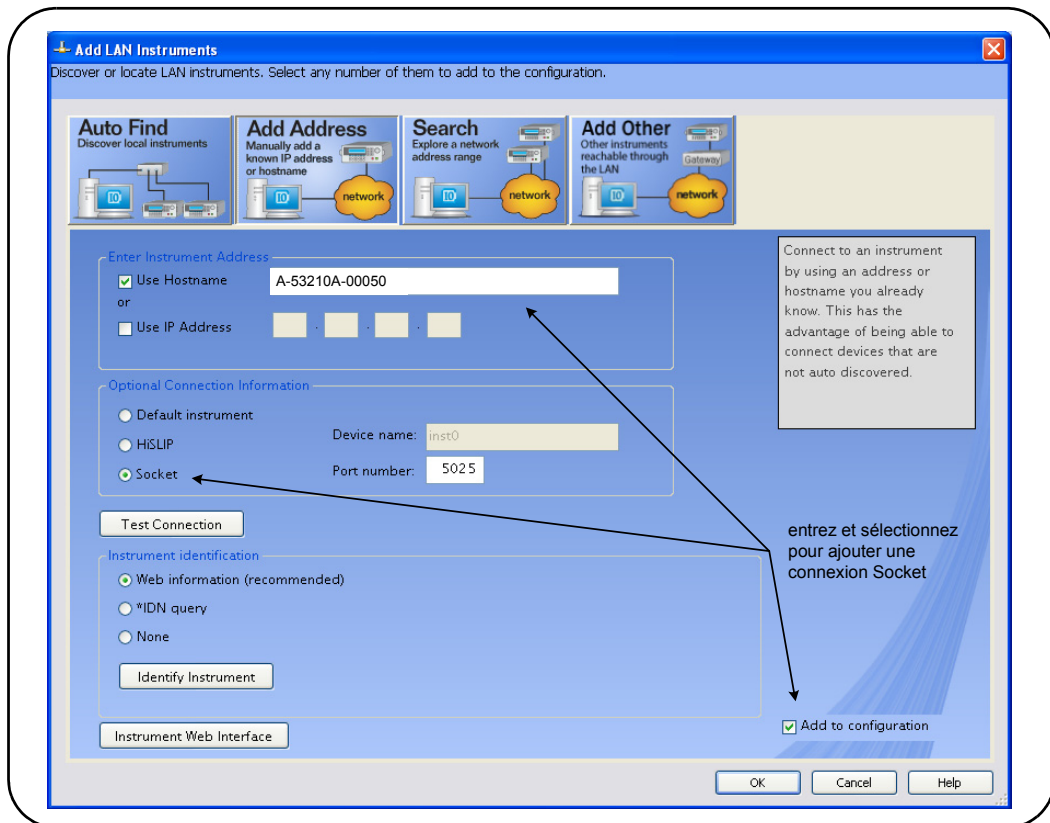 Add LAN Instruments
Discover or locate LAN instruments. Select any number of them to add to the configuration.
Auto Find
Discover local instruments
IO
Add Address
Manually add a
known IP address
or hostname
IO
network
Search
Explore a network
address range
IO
network
Add Other
Other instruments
reachable through
the LAN
Gateway
IO
network
Enter Instrument Address
Use Hostname
A-53210A-00050
or
Use IP Address
. . .
Optional Connection Information
Default instrument
HiSLIP
Socket
Device name: inst0
Port number: 5025
Test Connection
Instrument identification
Web information (recommended)
*IDN query
None
Identify Instrument
Instrument Web Interface
Connect to an instrument
by using an address or
hostname you already
know. This has the
advantage of being able to
connect devices that are
not auto discovered.
entrez et sélectionnez
pour ajouter une
connexion Socket
Add to configuration
OK
Cancel
Help